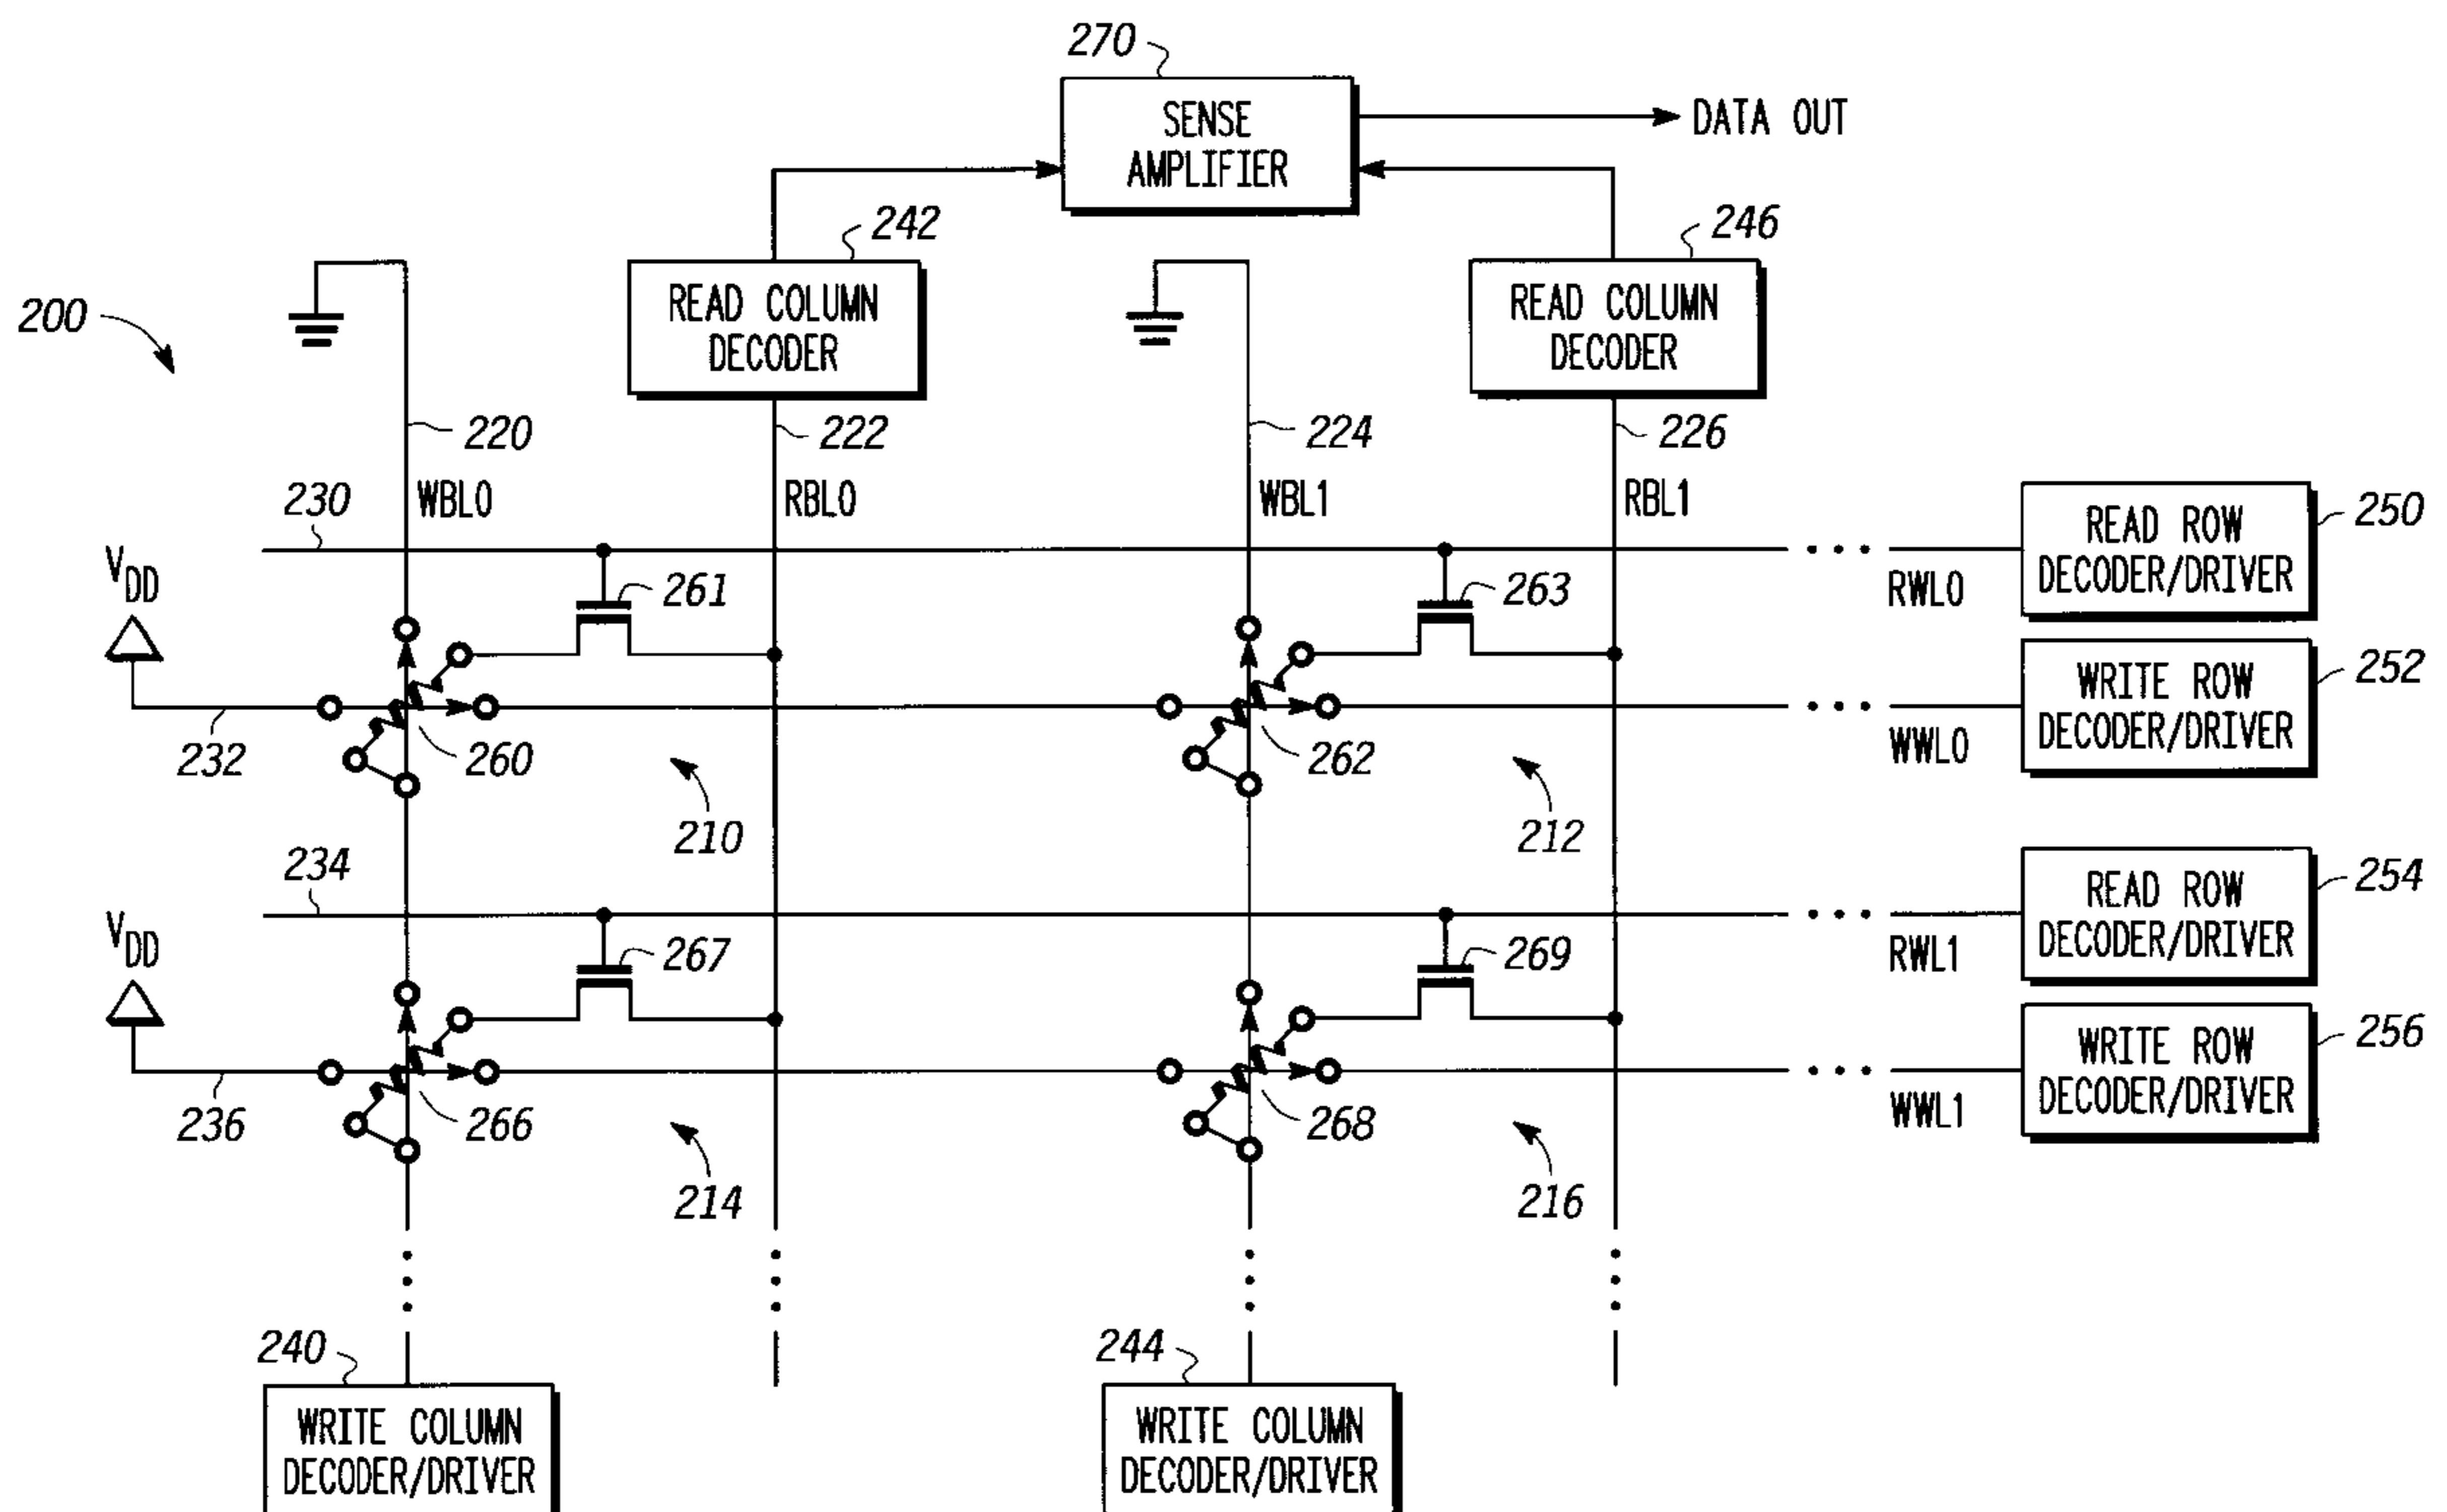 270
SENSE
AMPLIFIER
DATA OUT
242
246
200
READ COLUMN
DECODER
READ COLUMN
DECODER
220
222
224
226
230
WBL0
RBL0
WBL1
RBL1
READ ROW
DECODER/DRIVER
250
VDD
261
263
RWL0
232
260
262
WRITE ROW
DECODER/DRIVER
252
WWL0
210
212
234
READ ROW
DECODER/DRIVER
254
VDD
267
269
RWL1
236
266
268
WRITE ROW
DECODER/DRIVER
256
WWL1
214
216
240
244
WRITE COLUMN
DECODER/DRIVER
WRITE COLUMN
DECODER/DRIVER